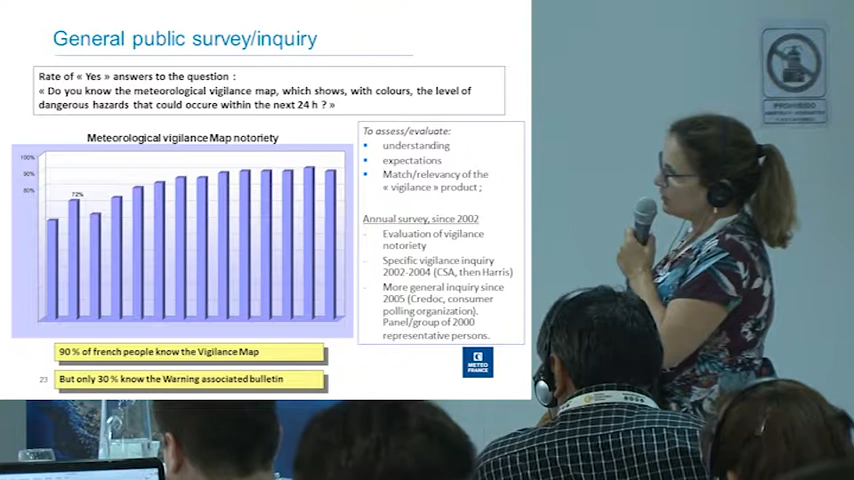 General public survey/inquiry
Rate of « Yes » answers to the question :
« Do you know the meteorological vigilance map, which shows, with colours, the level of
dangerous hazards that could occure within the next 24 h ? »
Meteorological vigilance Map notoriety
100%
90%
80%
72%
To assess/evaluate:
understanding
expectations
Match/relevancy of the
« vigilance » product ;
Annual survey, since 2002
- Evaluation of vigilance
notoriety
- Specific vigilance inquiry
2002-2004 (CSA, then Harris)
- More general inquiry since
2005 (Credoc, consumer
polling organization).
Panel/group of 2000
representative persons.
90 % of french people know the Vigilance Map
But only 30 % know the Warning associated bulletin
23
METEO
FRANCE
PROHIBIDO